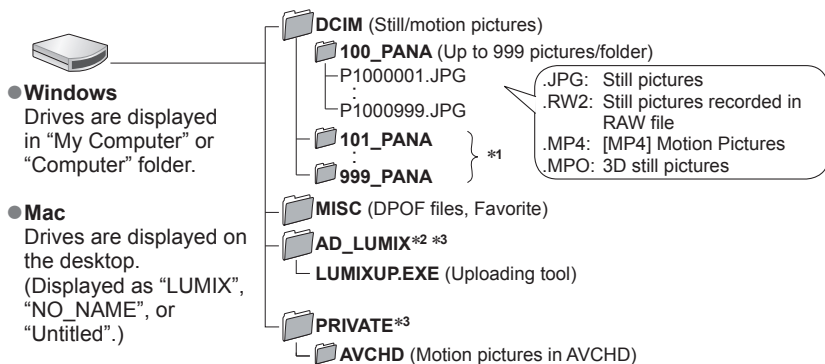 ●Windows
Drives are displayed
in “My Computer” or
“Computer” folder.
●Mac
Drives are displayed on
the desktop.
(Displayed as “LUMIX”,
“NO_NAME”, or
“Untitled”.)
DCIM (Still/motion pictures)
100_PANA (Up to 999 pictures/folder)
P1000001.JPG
:
P1000999.JPG
101_PANA
:
999_PANA
*1
.JPG: Still pictures
.RW2: Still pictures recorded in
RAW file
.MP4: [MP4] Motion Pictures
.MPO: 3D still pictures
MISC (DPOF files, Favorite)
AD_LUMIX*2 *3
LUMIXUP.EXE (Uploading tool)
PRIVATE*3
AVCHD (Motion pictures in AVCHD)